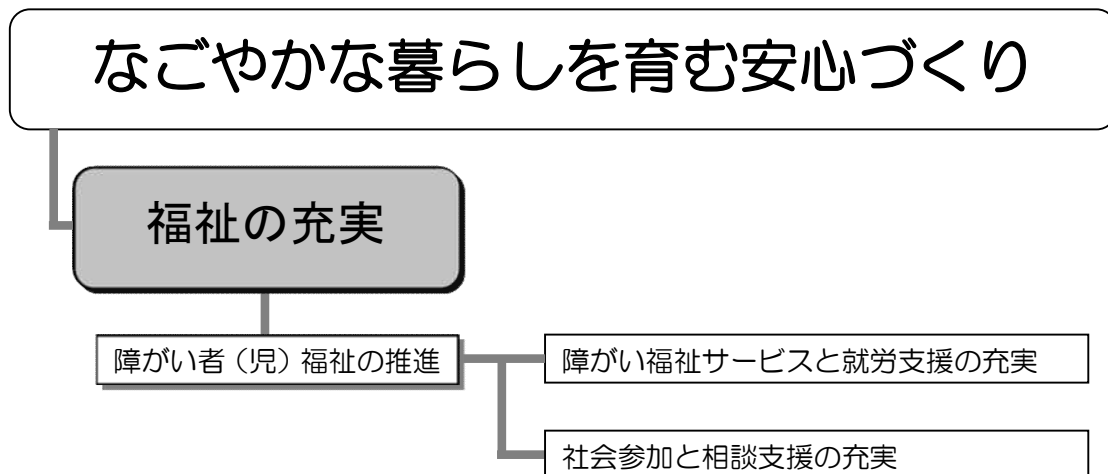 なごやかな暮らしを育む安心づくり
福祉の充実
障がい者（児）福祉の推進
障がい福祉サービスと就労支援の充実
社会参加と相談支援の充実